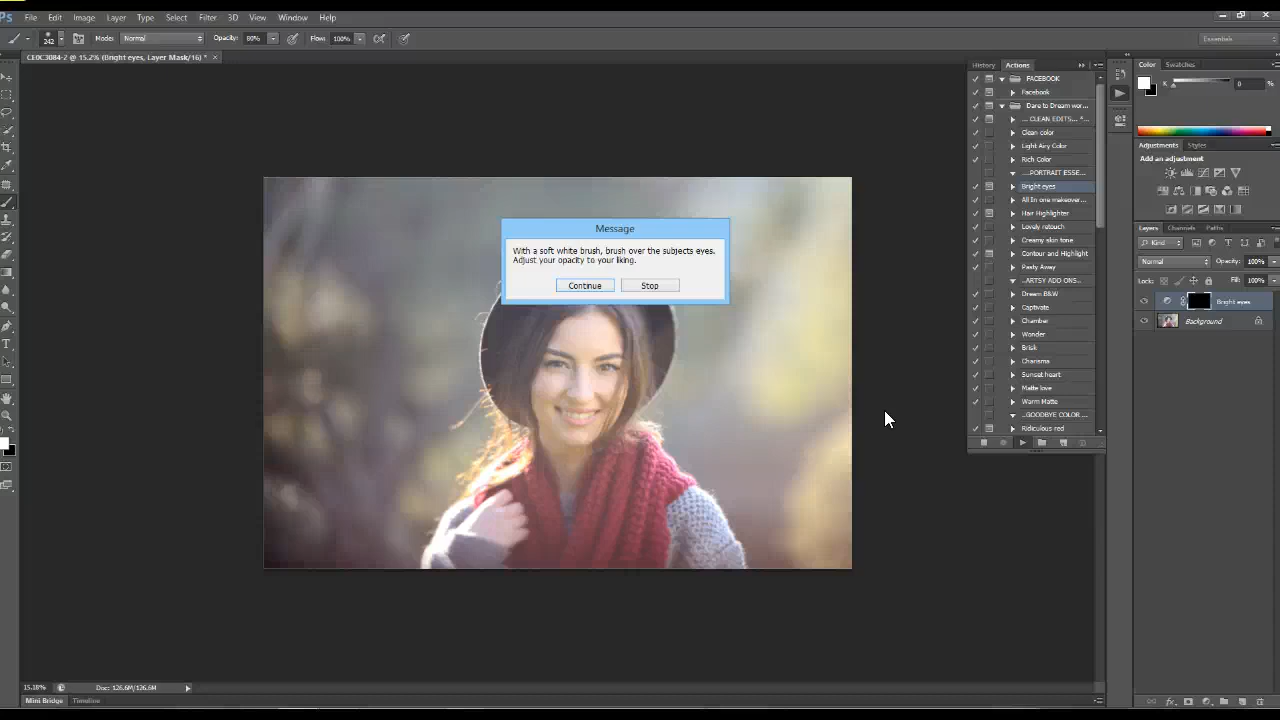 Ps File Edit Image Layer Type Select Filter 3D View Window Help
242 Mode: Normal Opacity: 80% Flow: 100% Essentials
CE0C3084-2 @ 15.2% (Bright eyes, Layer Mask/16) * ×
History Actions
FACEBOOK
Facebook
Dare to Dream wor...
... CLEAN EDITS... *...
Clean color
Light Airy Color
Rich Color
....PORTRAIT ESSE...
Bright eyes
All In one makeover...
Hair Highlighter
Lovely retouch
Creamy skin tone
Contour and Highlight
Pasty Away
..ARTSY ADD ONS..
Dream B&W
Captivate
Chamber
Wonder
Brisk
Charisma
Sunset heart
Matte love
Warm Matte
..GOODBYE COLOR ...
Ridiculous red
Color Swatches
K 0 %
Adjustments Styles
Add an adjustment
Layers Channels Paths
Kind
Normal Opacity: 100%
Lock: Fill: 100%
Bright eyes
Background
Message
With a soft white brush, brush over the subjects eyes.
Adjust your opacity to your liking.
Continue Stop
15.18% Doc: 126.6M/126.6M
Mini Bridge Timeline
fx